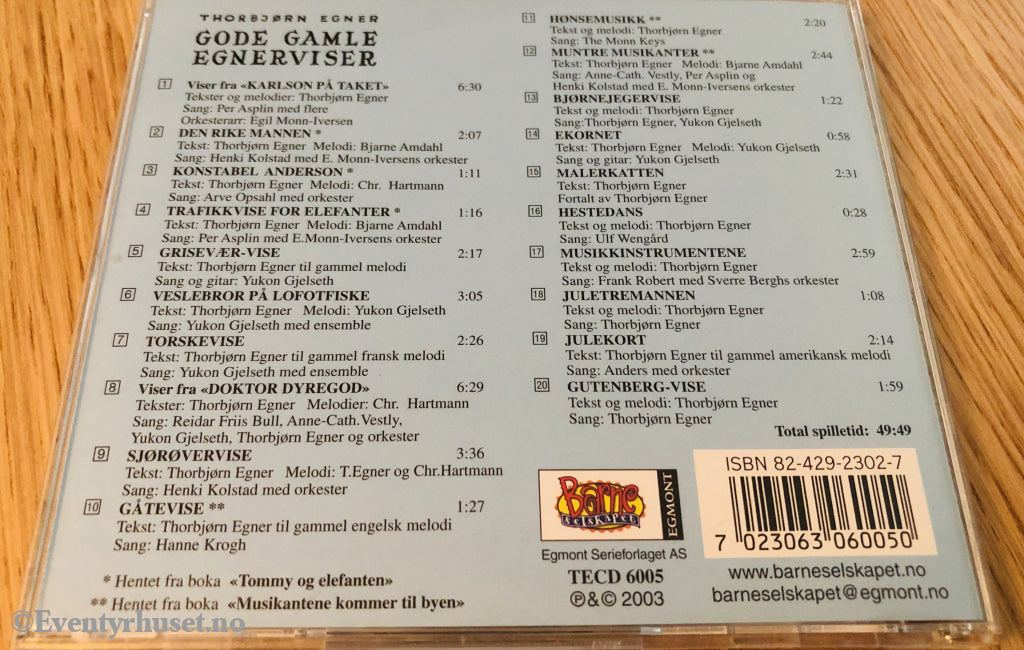 THORBJØRN EGNER
GODE GAMLE
EGNERVISER
1 Viser fra «KARLSON PÅ TAKET» 6:30
Tekster og melodier: Thorbjørn Egner
Sang: Per Asplin med flere
Orkesterarr: Egil Monn-Iversen
2 DEN RIKE MANNEN * 2:07
Tekst: Thorbjørn Egner Melodi: Bjarne Amdahl
Sang: Henki Kolstad med E. Monn-Iversens orkester
3 KONSTABEL ANDERSON * 1:11
Tekst: Thorbjørn Egner Melodi: Chr. Hartmann
Sang: Arve Opsahl med orkester
4 TRAFIKKVISE FOR ELEFANTER * 1:16
Tekst: Thorbjørn Egner Melodi: Bjarne Amdahl
Sang: Per Asplin med E.Monn-Iversens orkester
5 GRISEVÆR-VISE 2:17
Tekst: Thorbjørn Egner til gammel melodi
Sang og gitar: Yukon Gjelseth
6 VESLEBROR PÅ LOFOTFISKE 3:05
Tekst: Thorbjørn Egner Melodi: Yukon Gjelseth
Sang: Yukon Gjelseth med ensemble
7 TORSKEVISE 2:26
Tekst: Thorbjørn Egner til gammel fransk melodi
Sang: Yukon Gjelseth med ensemble
8 Viser fra «DOKTOR DYREGOD» 6:29
Tekster: Thorbjørn Egner Melodier: Chr. Hartmann
Sang: Reidar Friis Bull, Anne-Cath.Vestly,
Yukon Gjelseth, Thorbjørn Egner og orkester
9 SJØRØVERVISE 3:36
Tekst: Thorbjørn Egner Melodi: T.Egner og Chr.Hartmann
Sang: Henki Kolstad med orkester
10 GÅTEVISE ** 1:27
Tekst: Thorbjørn Egner til gammel engelsk melodi
Sang: Hanne Krogh
* Hentet fra boka «Tommy og elefanten»
** Hentet fra boka «Musikantene kommer til byen»
11 HØNSEMUSIKK ** 2:20
Tekst og melodi: Thorbjørn Egner
Sang: The Monn Keys
12 MUNTRE MUSIKANTER ** 2:44
Tekst: Thorbjørn Egner Melodi: Bjarne Amdahl
Sang: Anne-Cath. Vestly, Per Asplin og
Henki Kolstad med E. Monn-Iversens orkester
13 BJØRNEJEGERVISE 1:22
Tekst og melodi: Thorbjørn Egner
Sang:Thorbjørn Egner, Yukon Gjelseth
14 EKORNET 0:58
Tekst: Thorbjørn Egner Melodi: Yukon Gjelseth
Sang og gitar: Yukon Gjelseth
15 MALERKATTEN 2:31
Tekst: Thorbjørn Egner
Fortalt av Thorbjørn Egner
16 HESTEDANS 0:28
Tekst og melodi: Thorbjørn Egner
Sang: Ulf Wengård
17 MUSIKKINSTRUMENTENE 2:59
Tekst og melodi: Thorbjørn Egner
Sang: Frank Robert med Sverre Berghs orkester
18 JULETREMANNEN 1:08
Tekst og melodi: Thorbjørn Egner
Sang: Thorbjørn Egner
19 JULEKORT 2:14
Tekst: Thorbjørn Egner til gammel amerikansk melodi
Sang: Anders med orkester
20 GUTENBERG-VISE 1:59
Tekst og melodi: Thorbjørn Egner
Sang: Thorbjørn Egner
Total spilletid: 49:49
Barne
selskapet
EGMONT
Egmont Serieforlaget AS
TECD 6005
℗&© 2003
ISBN 82-429-2302-7
7 023063 060050
www.barneselskapet.no
barneselskapet@egmont.no
©Eventyrhuset.no